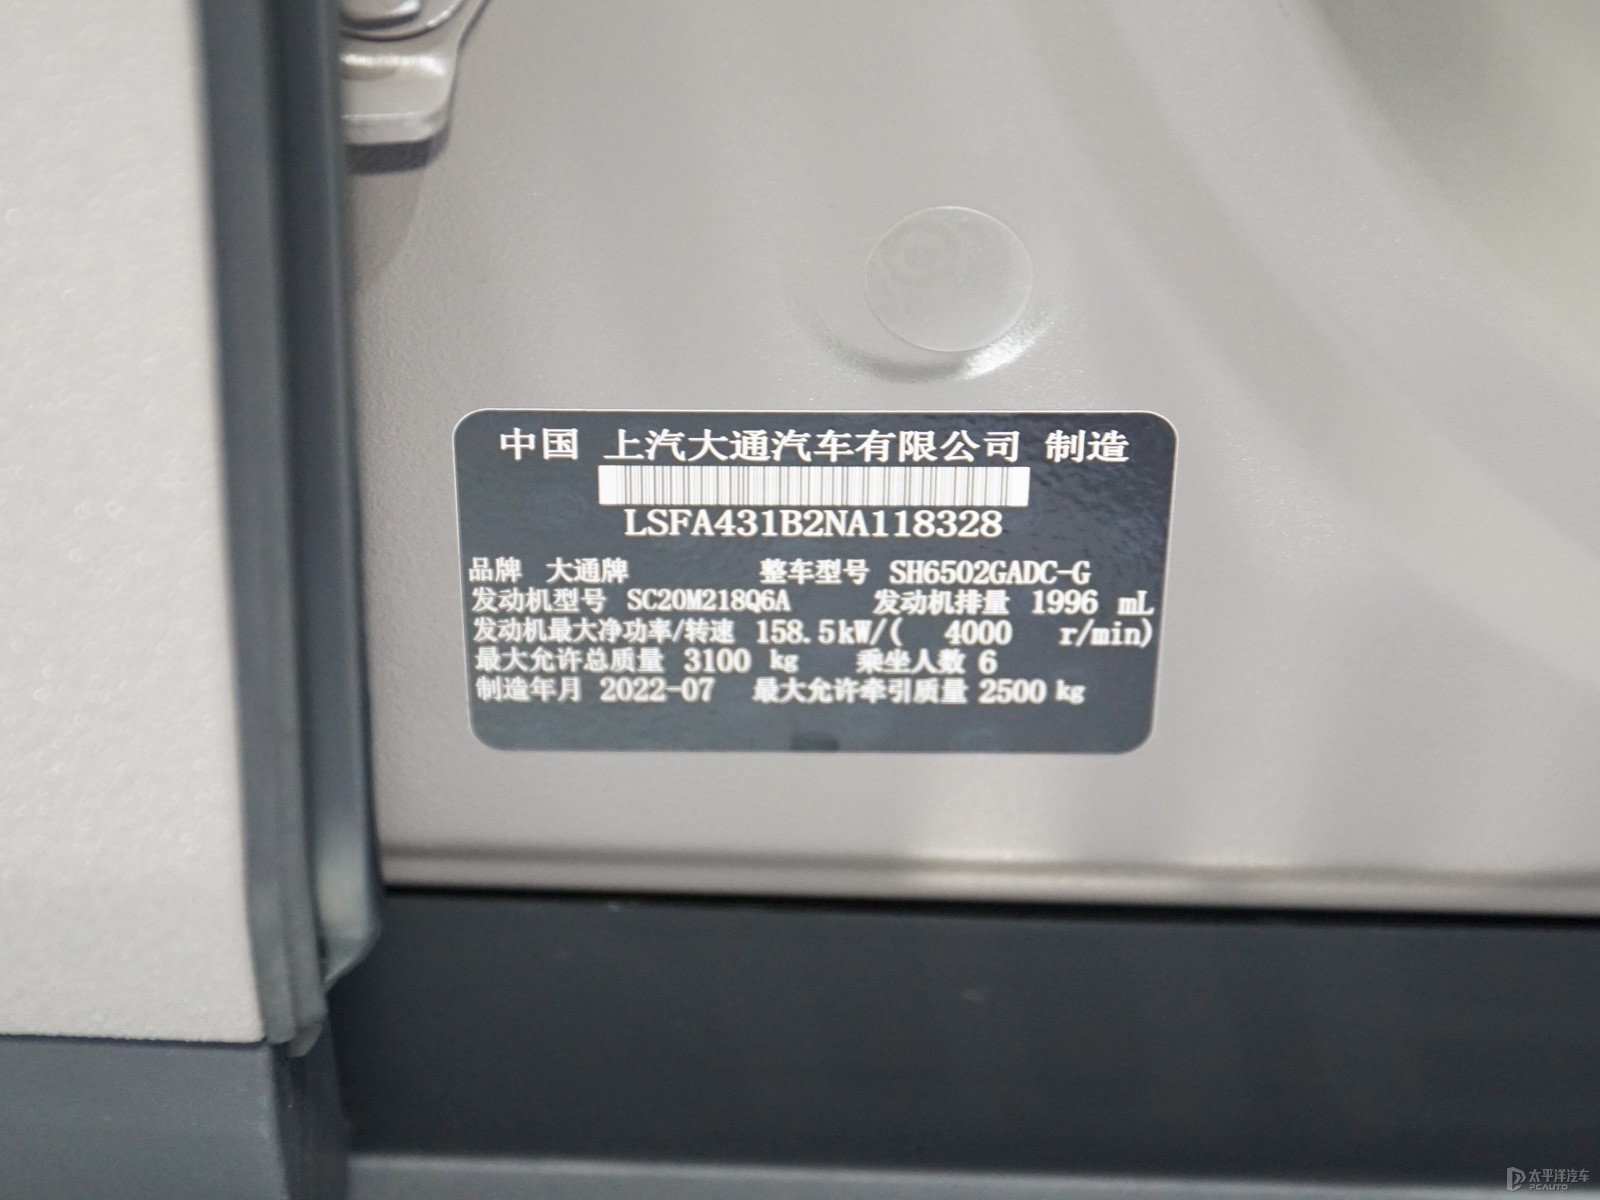 中国 上汽大通汽车有限公司 制造
LSFA431B2NA118328
品牌 大通牌 整车型号 SH6502GADC-G
发动机型号 SC20M218Q6A 发动机排量 1996 mL
发动机最大净功率/转速 158.5kW/( 4000 r/min)
最大允许总质量 3100 kg 乘坐人数 6
制造年月 2022-07 最大允许牵引质量 2500 kg
太平洋汽车
PCAUTO